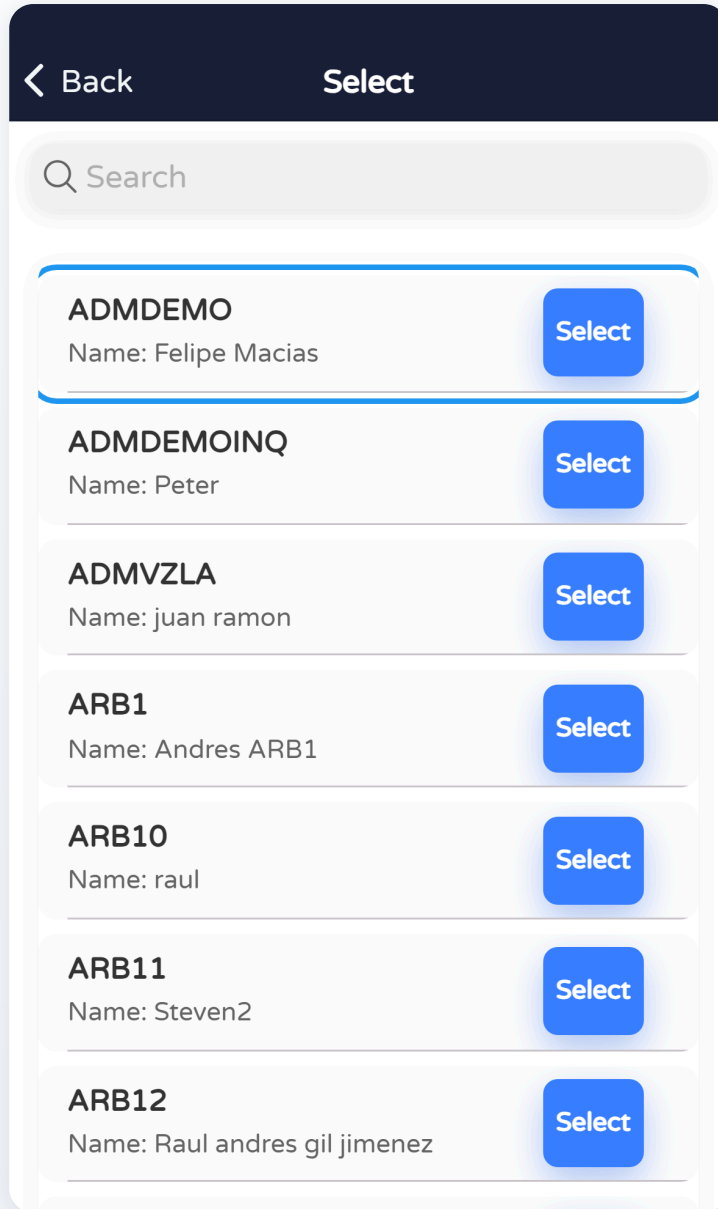 Back
Select
Search
ADMDEMO
Name: Felipe Macias
Select
ADMDEMOINQ
Name: Peter
Select
ADMVZLA
Name: juan ramon
Select
ARB1
Name: Andres ARB1
Select
ARB10
Name: raul
Select
ARB11
Name: Steven2
Select
ARB12
Name: Raul andres gil jimenez
Select